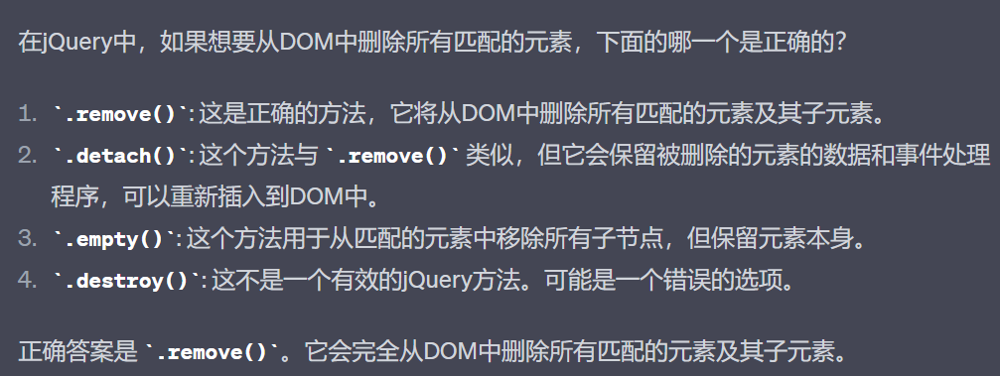 在jQuery中，如果想要从DOM中删除所有匹配的元素，下面的哪一个是正确的？
1. `.remove()`: 这是正确的方法，它将从DOM中删除所有匹配的元素及其子元素。
2. `.detach()`: 这个方法与 `.remove()` 类似，但它会保留被删除的元素的数据和事件处理
程序，可以重新插入到DOM中。
3. `.empty()`: 这个方法用于从匹配的元素中移除所有子节点，但保留元素本身。
4. `.destroy()`: 这不是一个有效的jQuery方法。可能是一个错误的选项。
正确答案是 `.remove()`。它会完全从DOM中删除所有匹配的元素及其子元素。